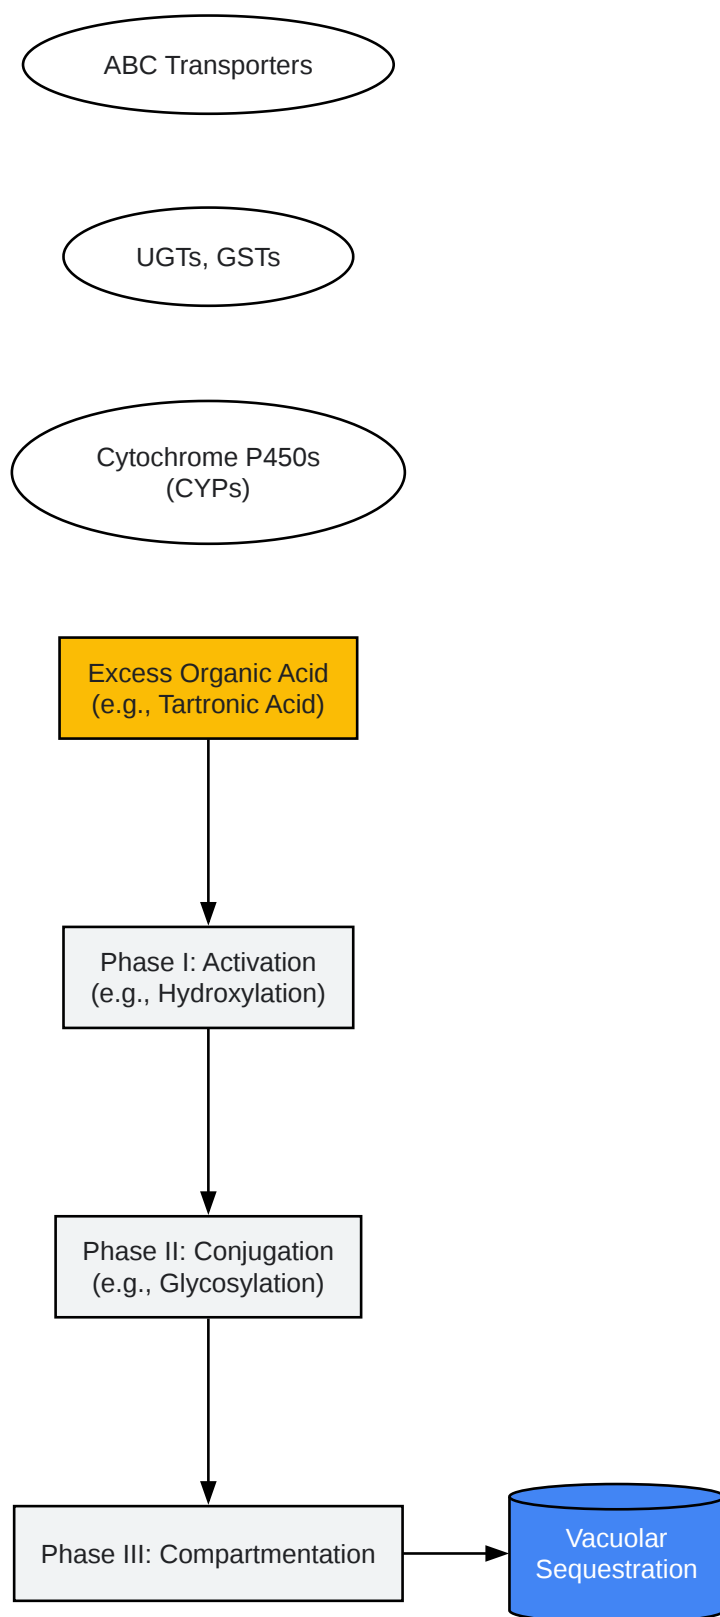 ABC Transporters
UGTs, GSTs
Cytochrome P450s
(CYPs)
Excess Organic Acid
(e.g., Tartronic Acid)
Phase I: Activation
(e.g., Hydroxylation)
Phase II: Conjugation
(e.g., Glycosylation)
Phase III: Compartmentation
Vacuolar
Sequestration